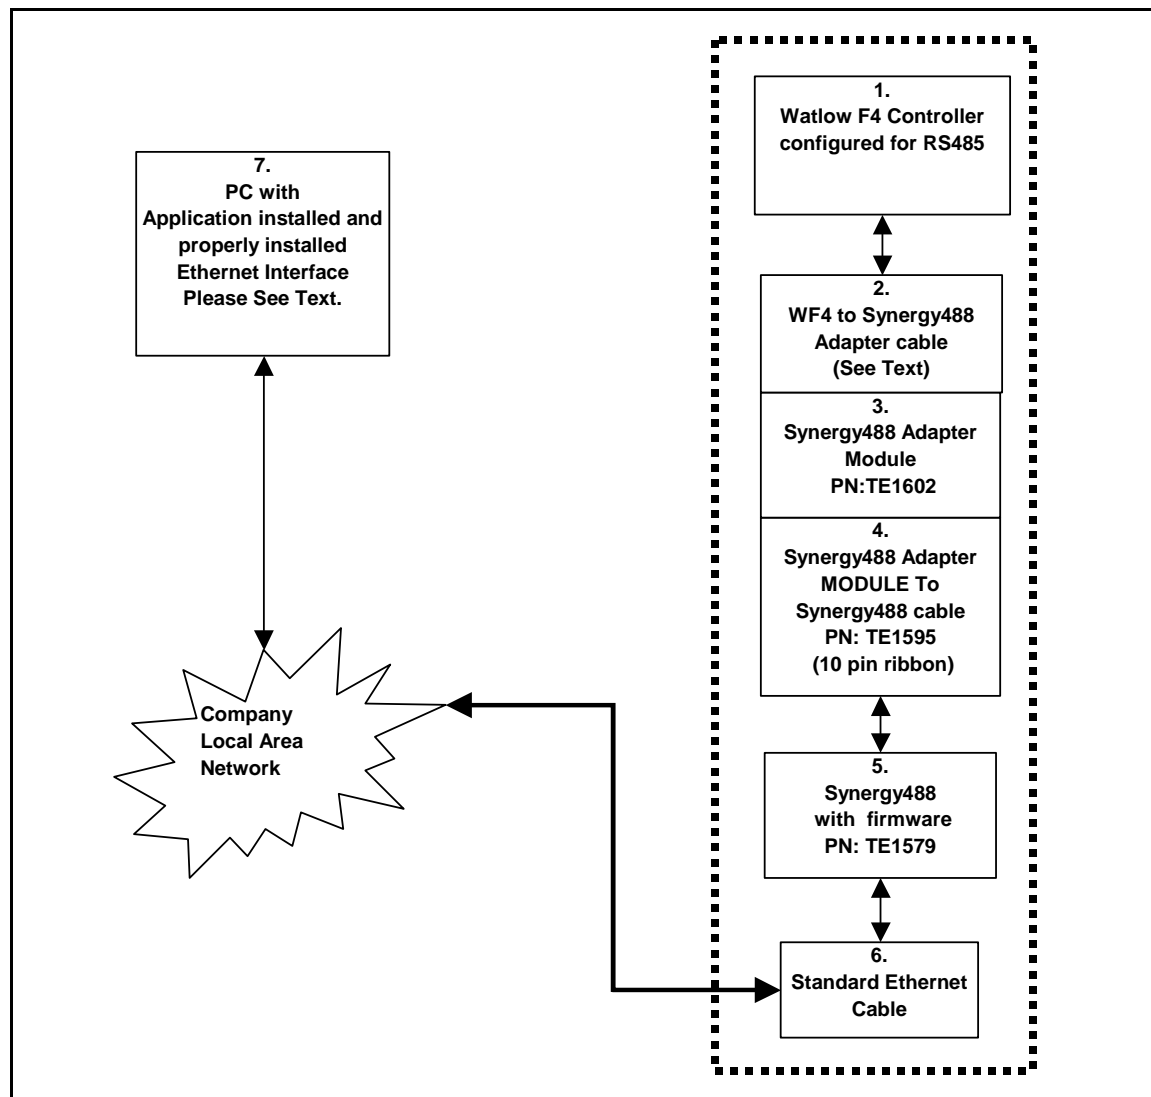 1.
Watlow F4 Controller
configured for RS485
7.
PC with
Application installed and
properly installed
Ethernet Interface
Please See Text.
2.
WF4 to Synergy488
Adapter cable
(See Text)
3.
Synergy488 Adapter
Module
PN:TE1602
4.
Synergy488 Adapter
MODULE To
Synergy488 cable
PN: TE1595
(10 pin ribbon)
Company
Local Area
Network
5.
Synergy488
with firmware
PN: TE1579
6.
Standard Ethernet
Cable